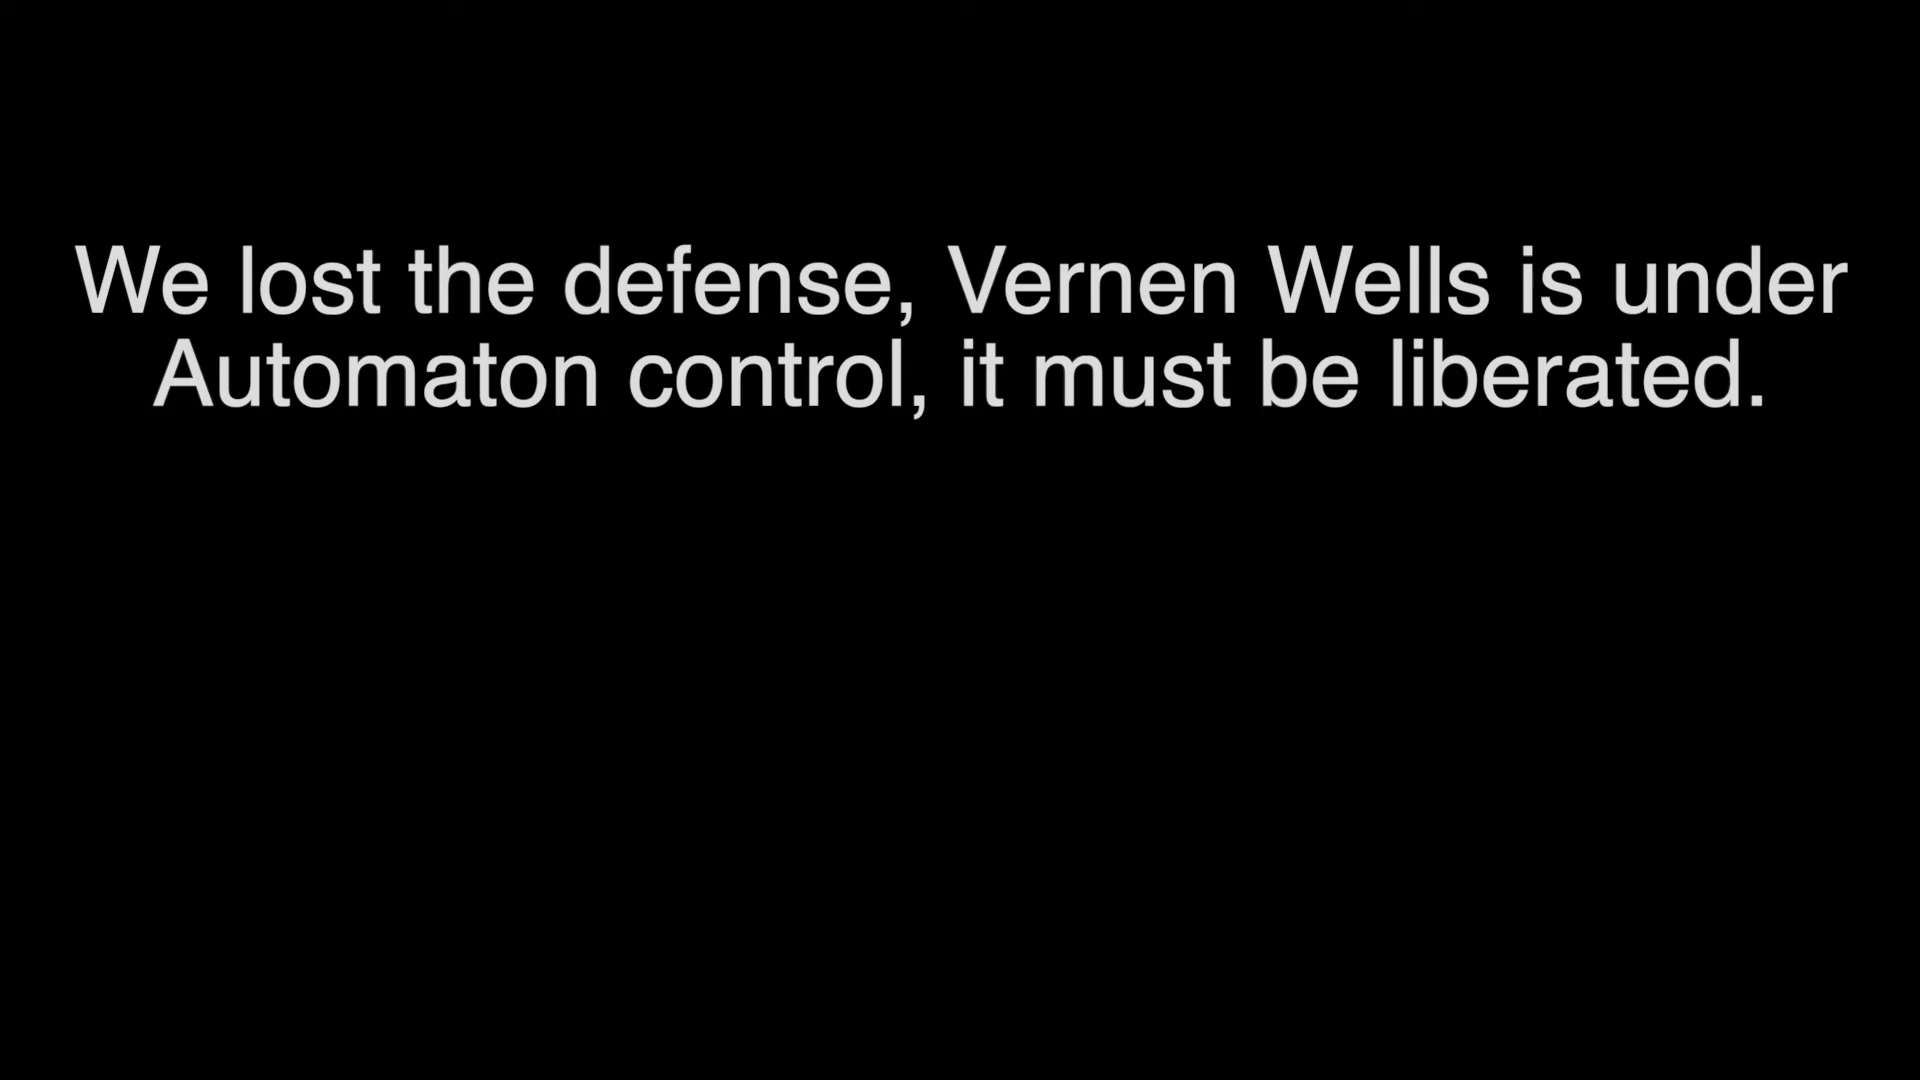 We lost the defense, Vernen Wells is under
Automaton control, it must be liberated.